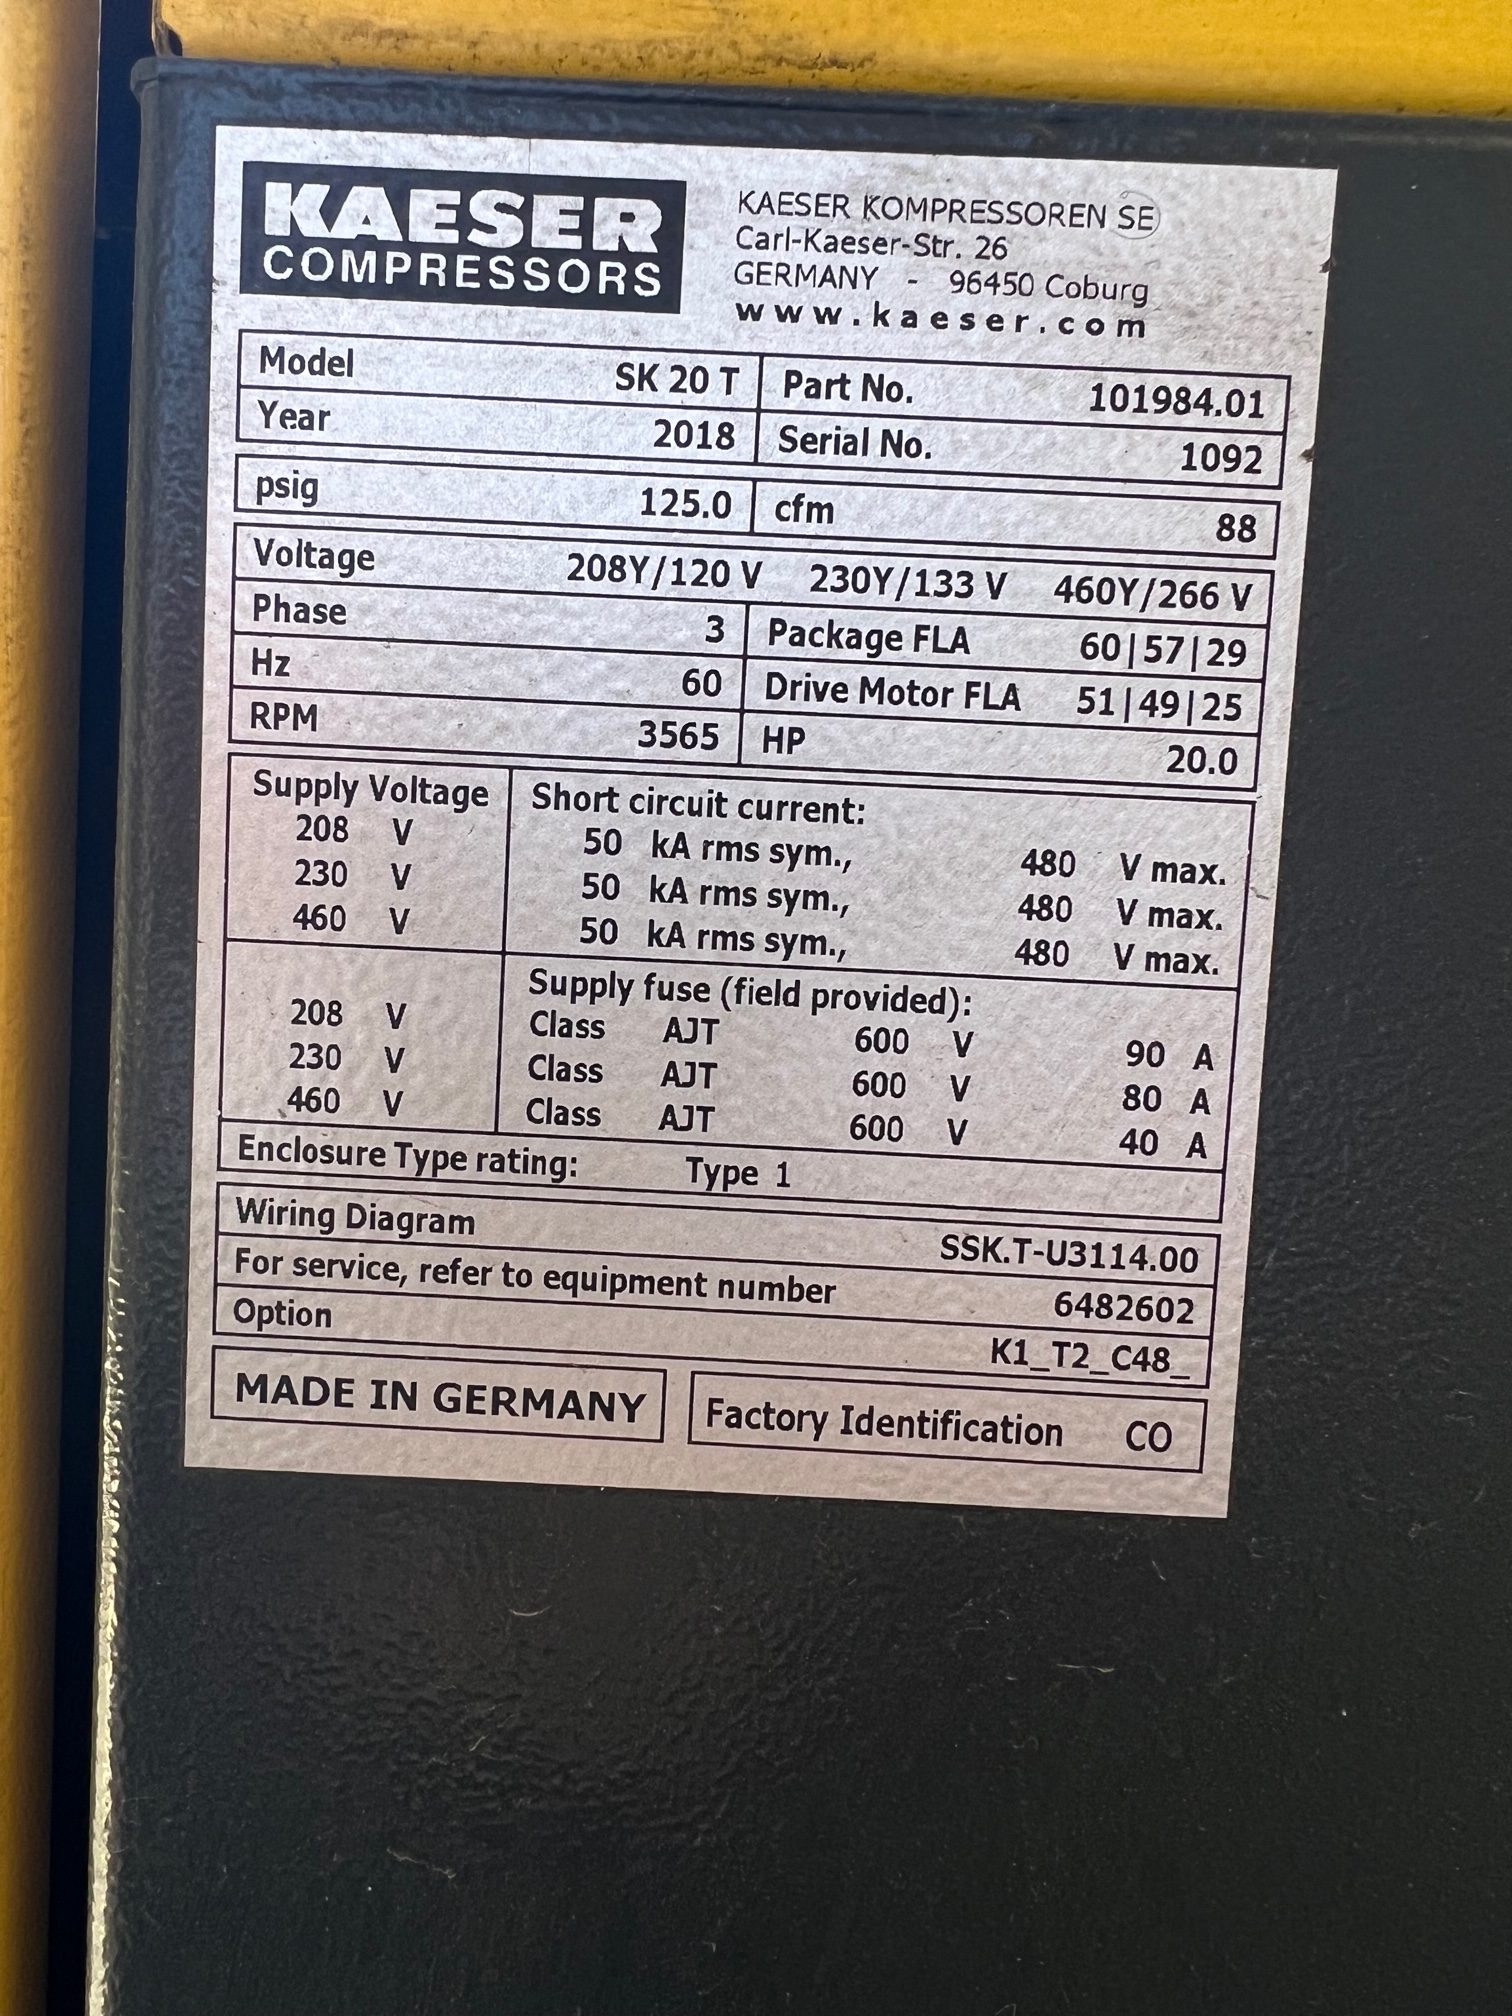 KAESER
COMPRESSORS
KAESER KOMPRESSOREN SE
Carl-Kaeser-Str. 26
GERMANY - 96450 Coburg
www.kaeser.com
Model SK 20 T Part No. 101984.01
Year 2018 Serial No. 1092
psig 125.0 cfm 88
Voltage 208Y/120 V 230Y/133 V 460Y/266 V
Phase 3 Package FLA 60|57|29
Hz 60 Drive Motor FLA 51|49|25
RPM 3565 HP 20.0
Supply Voltage Short circuit current:
208 V 50 kA rms sym., 480 V max.
230 V 50 kA rms sym., 480 V max.
460 V 50 kA rms sym., 480 V max.
Supply fuse (field provided):
208 V Class AJT 600 V 90 A
230 V Class AJT 600 V 80 A
460 V Class AJT 600 V 40 A
Enclosure Type rating: Type 1
Wiring Diagram SSK.T-U3114.00
For service, refer to equipment number 6482602
Option K1_T2_C48_
MADE IN GERMANY Factory Identification CO